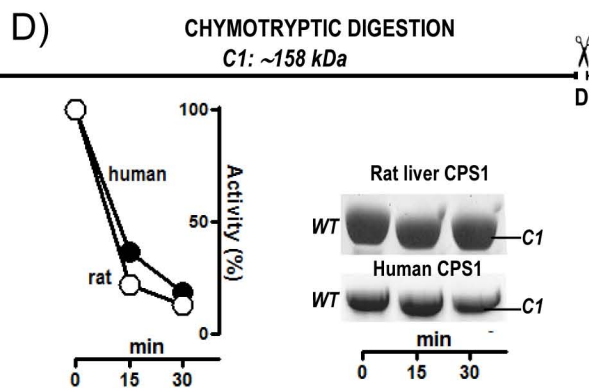 D)
CHYMOTRYPTIC DIGESTION
C1: ~158 kDa
D
100
50
0
Activity (%)
human
rat
min
0 15 30
Rat liver CPS1
WT C1
Human CPS1
WT C1
min
0 15 30